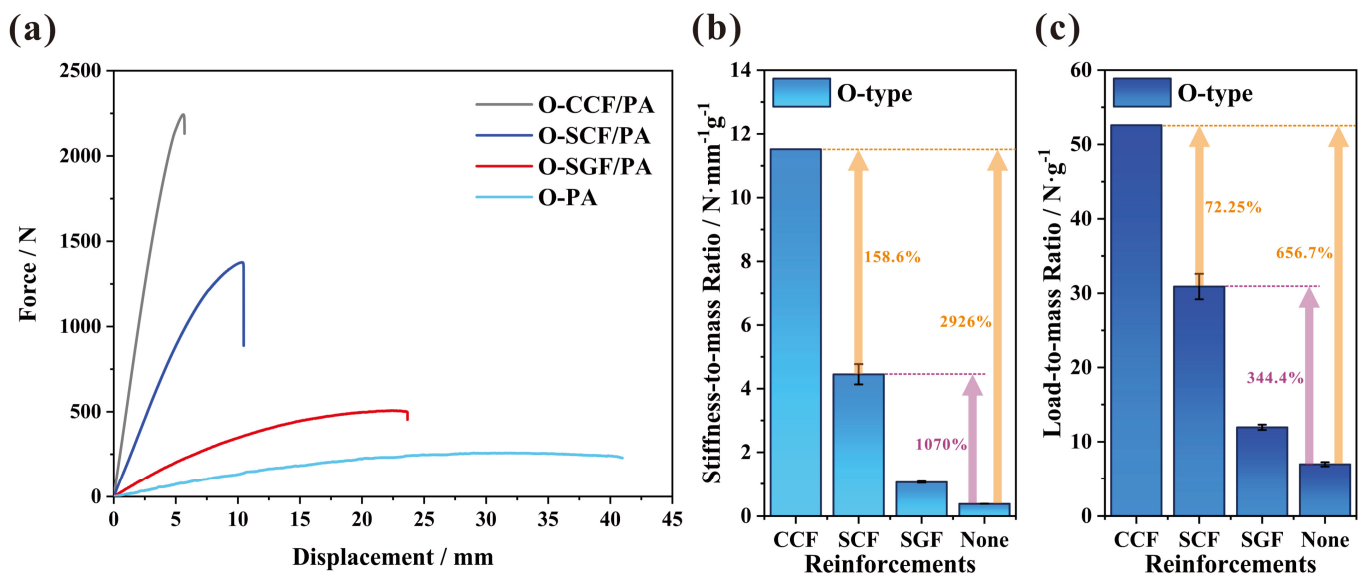 (a)
2500
2000
1500
1000
500
0
0 5 10 15 20 25 30 35 40 45
Force / N
Displacement / mm
O-CCF/PA
O-SCF/PA
O-SGF/PA
O-PA
(b)
14
12
10
8
6
4
2
0
Stiffness-to-mass Ratio / N·mm⁻¹g⁻¹
O-type
158.6%
2926%
1070%
CCF SCF SGF None
Reinforcements
(c)
60
50
40
30
20
10
0
Load-to-mass Ratio / N·g⁻¹
O-type
72.25%
656.7%
344.4%
CCF SCF SGF None
Reinforcements